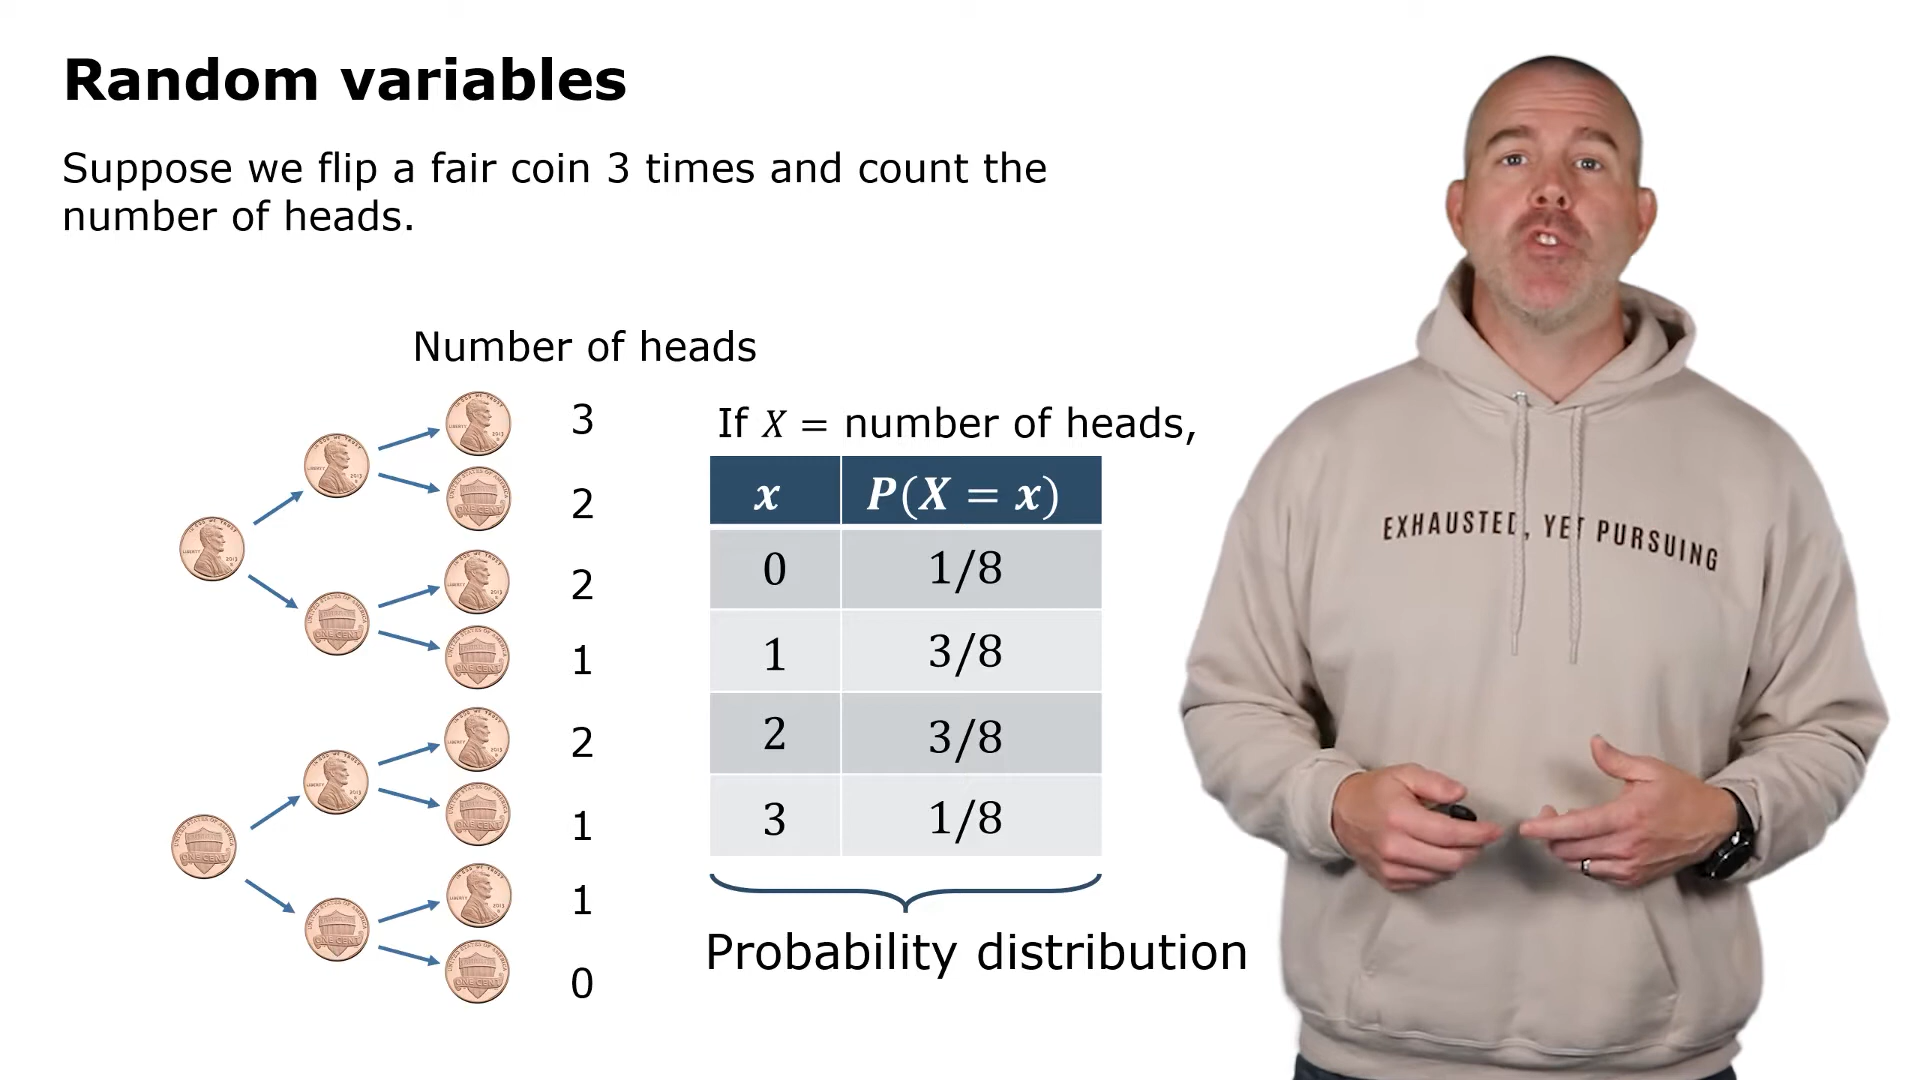 Random variables
Suppose we flip a fair coin 3 times and count the
number of heads.
Number of heads
3
2
2
1
2
1
1
0
If X = number of heads,
x P(X = x)
0 1/8
1 3/8
2 3/8
3 1/8
Probability distribution
EXHAUSTED, YET PURSUING